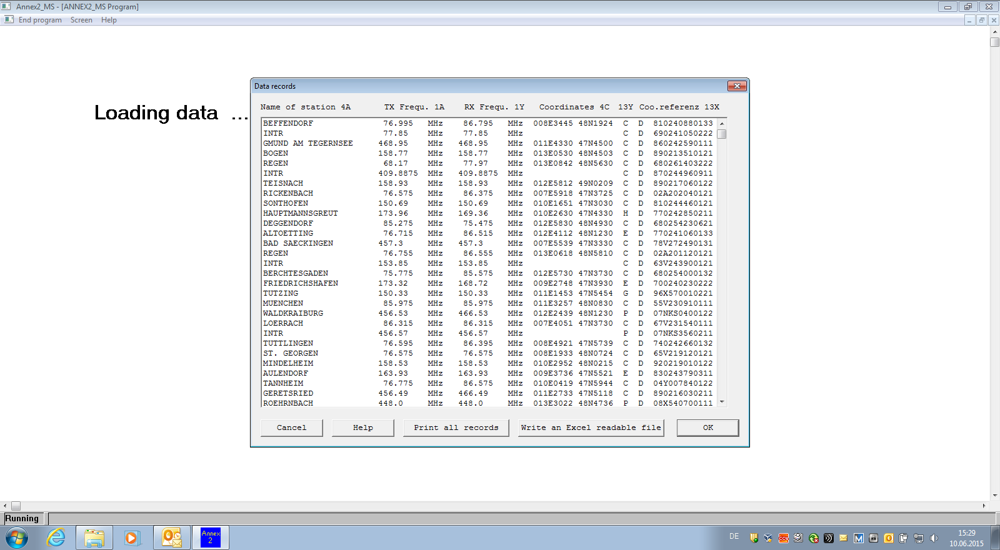 Annex2_MS - [ANNEX2_MS Program]
End program Screen Help
Loading data ...
Data records
Name of station 4A TX Frequ. 1A RX Frequ. 1Y Coordinates 4C 13Y Coo.referenz 13X
BEFFENDORF 76.995 MHz 86.795 MHz 008E3445 48N1924 C D 810240880133
INTR 77.85 MHz 77.85 MHz C D 690241050222
GMUND AM TEGERNSEE 468.95 MHz 468.95 MHz 011E4330 47N4500 C D 860242590111
BOGEN 158.77 MHz 158.77 MHz 013E0530 48N4503 C D 890213510121
REGEN 68.17 MHz 77.97 MHz 013E0842 48N5630 C D 680261403222
INTR 409.8875 MHz 409.8875 MHz C D 870244960911
TEISNACH 158.93 MHz 158.93 MHz 012E5812 49N0209 C D 890217060122
RICKENBACH 76.575 MHz 86.375 MHz 007E5918 47N3725 C D 02A202040121
SONTHOFEN 150.69 MHz 150.69 MHz 010E1651 47N3030 C D 810244460121
HAUPTMANNSGREUT 173.96 MHz 169.36 MHz 010E2630 47N4330 H D 770242850211
DEGGENDORF 85.275 MHz 75.475 MHz 012E5830 48N4930 C D 680254230621
ALTOETTING 76.715 MHz 86.515 MHz 012E4112 48N1230 E D 770241060133
BAD SAECKINGEN 457.3 MHz 457.3 MHz 007E5539 47N3330 C D 78V272490131
REGEN 76.755 MHz 86.555 MHz 013E0618 48N5810 C D 02A201120121
INTR 153.85 MHz 153.85 MHz C D 63V243900121
BERCHTESGADEN 75.775 MHz 85.575 MHz 012E5730 47N3730 C D 680254000132
FRIEDRICHSHAFEN 173.32 MHz 168.72 MHz 009E2748 47N3930 E D 700240230222
TUTZING 150.33 MHz 150.33 MHz 011E1453 47N5454 G D 96X570010221
MUENCHEN 85.975 MHz 85.975 MHz 011E3257 48N0830 C D 55V230910111
WALDKRAIBURG 456.53 MHz 466.53 MHz 012E2439 48N1230 P D 07NKS0400122
LOERRACH 86.315 MHz 86.315 MHz 007E4051 47N3730 C D 67V231540111
INTR 456.57 MHz 456.57 MHz P D 07NKS3560211
TUTTLINGEN 76.595 MHz 86.395 MHz 008E4921 47N5739 C D 740242660132
ST. GEORGEN 76.575 MHz 76.575 MHz 008E1933 48N0724 C D 65V219120121
MINDELHEIM 158.53 MHz 158.53 MHz 010E2952 48N0215 C D 920219010122
AULENDORF 163.93 MHz 163.93 MHz 009E3736 47N5521 E D 830243790311
TANNHEIM 76.775 MHz 86.575 MHz 010E0419 47N5944 C D 04Y007840122
GERETSRIED 456.49 MHz 466.49 MHz 011E2733 47N5118 C D 890216030211
ROEHRNBACH 448.0 MHz 448.0 MHz 013E3022 48N4736 P D 08X540700111
Cancel Help Print all records Write an Excel readable file OK
Running
Annex 2
DE
15:29
10.06.2015